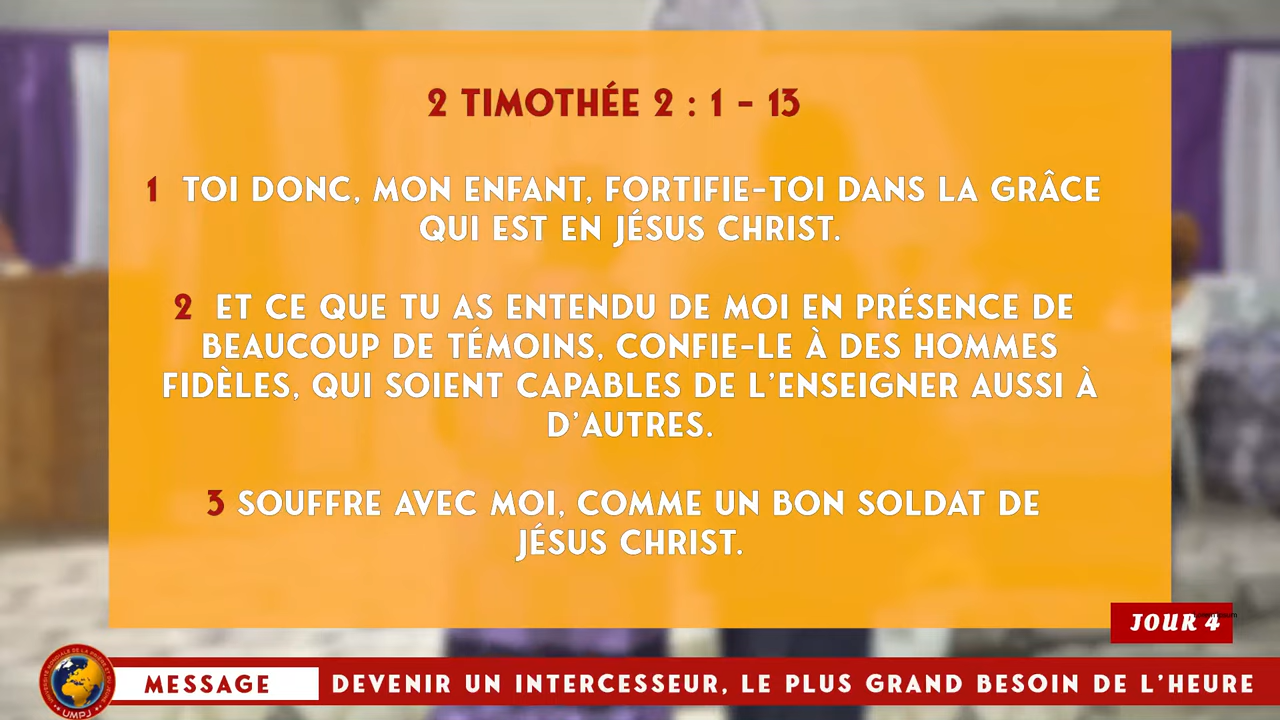 2 TIMOTHÉE 2 : 1 - 13
1 TOI DONC, MON ENFANT, FORTIFIE-TOI DANS LA GRÂCE
QUI EST EN JÉSUS CHRIST.
2 ET CE QUE TU AS ENTENDU DE MOI EN PRÉSENCE DE
BEAUCOUP DE TÉMOINS, CONFIE-LE À DES HOMMES
FIDÈLES, QUI SOIENT CAPABLES DE L'ENSEIGNER AUSSI À
D'AUTRES.
3 SOUFFRE AVEC MOI, COMME UN BON SOLDAT DE
JÉSUS CHRIST.
JOUR 4
MESSAGE
DEVENIR UN INTERCESSEUR, LE PLUS GRAND BESOIN DE L'HEURE
UMPJ